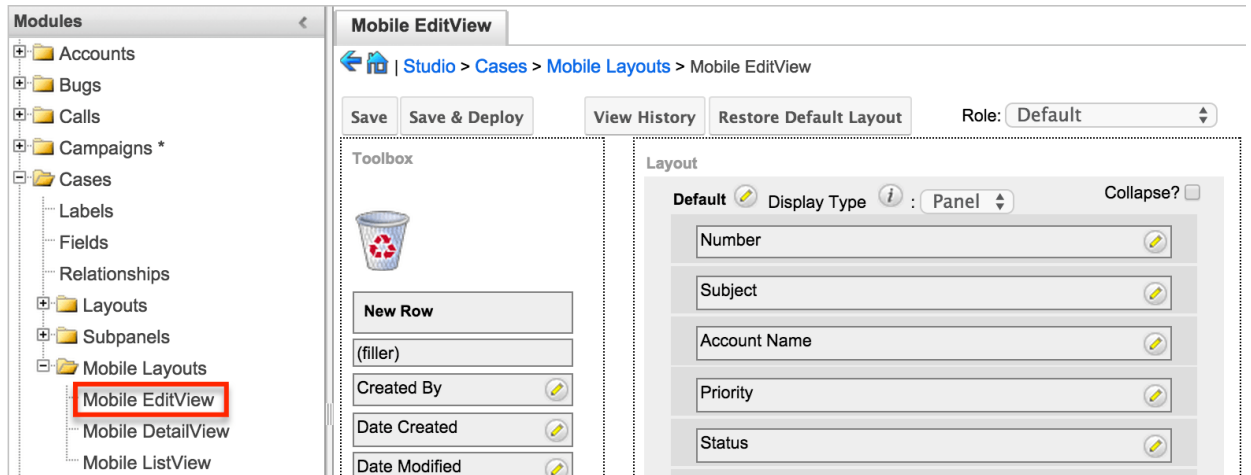 Modules
Accounts
Bugs
Calls
Campaigns *
Cases
Labels
Fields
Relationships
Layouts
Subpanels
Mobile Layouts
Mobile EditView
Mobile DetailView
Mobile ListView
Mobile EditView
| Studio > Cases > Mobile Layouts > Mobile EditView
Save Save & Deploy View History Restore Default Layout Role: Default
Toolbox
New Row
(filler)
Created By
Date Created
Date Modified
Layout
Default Display Type i : Panel Collapse?
Number
Subject
Account Name
Priority
Status